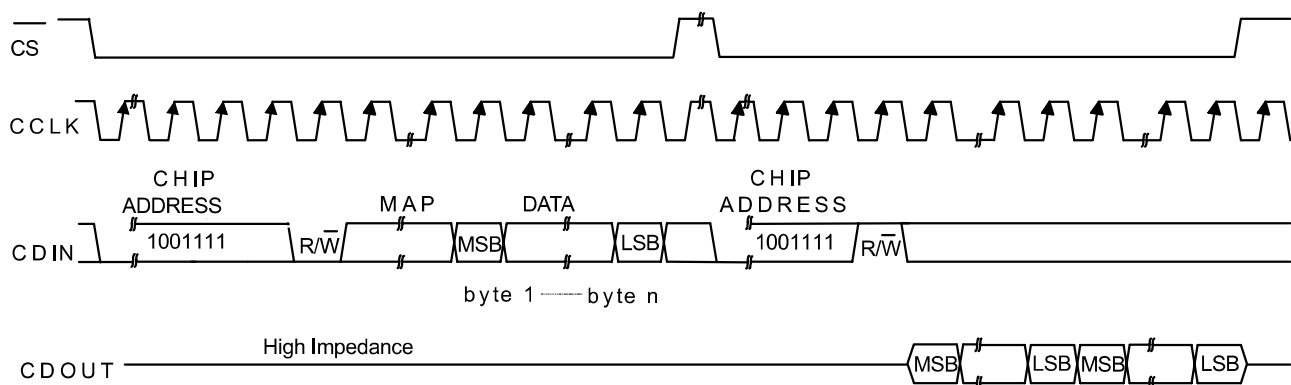 CS
CCLK
CHIP
ADDRESS
MAP
DATA
CHIP
ADDRESS
CDIN
1001111
R/W
MSB
LSB
1001111
R/W
byte 1
byte n
High Impedance
CDOUT
MSB
LSB
MSB
LSB